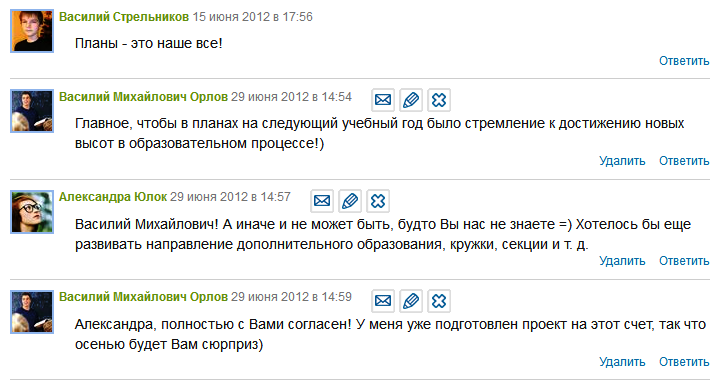 Василий Стрельников 15 июня 2012 в 17:56
Планы - это наше все!
Ответить
Василий Михайлович Орлов 29 июня 2012 в 14:54
Главное, чтобы в планах на следующий учебный год было стремление к достижению новых
высот в образовательном процессе!)
Удалить Ответить
Александра Юлок 29 июня 2012 в 14:57
Василий Михайлович! А иначе и не может быть, будто Вы нас не знаете =) Хотелось бы еще
развивать направление дополнительного образования, кружки, секции и т. д.
Удалить Ответить
Василий Михайлович Орлов 29 июня 2012 в 14:59
Александра, полностью с Вами согласен! У меня уже подготовлен проект на этот счет, так что
осенью будет Вам сюрприз)
Удалить Ответить